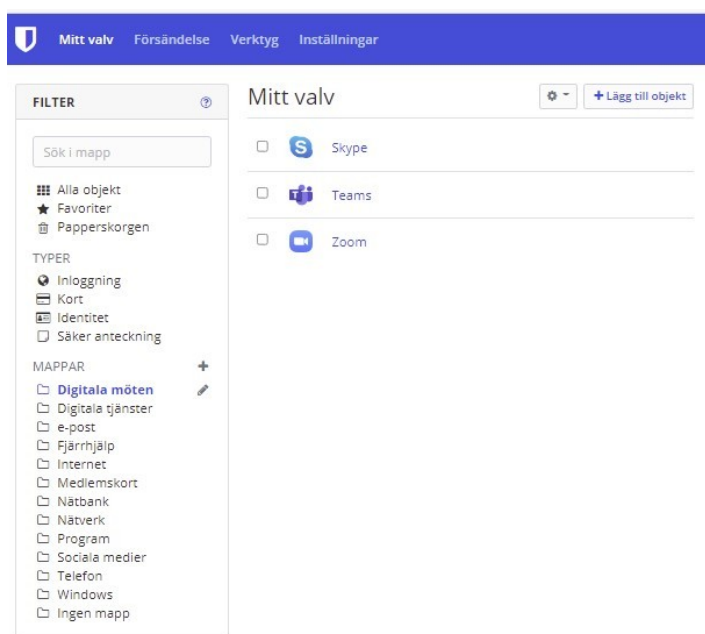 Mitt valv Försändelse Verktyg Inställningar
FILTER
Sök i mapp
Alla objekt
Favoriter
Papperskorgen
TYPER
Inloggning
Kort
Identitet
Säker anteckning
MAPPAR
Digitala möten
Digitala tjänster
e-post
Fjärrhjälp
Internet
Medlemskort
Nätbank
Nätverk
Program
Sociala medier
Telefon
Windows
Ingen mapp
Mitt valv
+ Lägg till objekt
Skype
Teams
Zoom